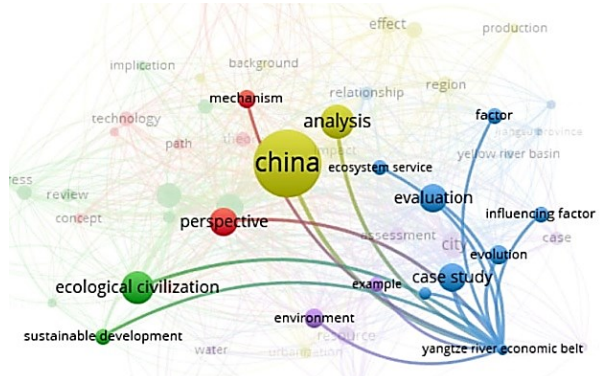 effect
production
implication
background
relationship
region
mechanism
technology
analysis
factor
path
impact
yellow river basin
china
ecosystem service
review
evaluation
concept
perspective
influencing factor
assessment
city
case
evolution
ecological civilization
example
case study
environment
sustainable development
resource
water
urbanization
yangtze river economic belt